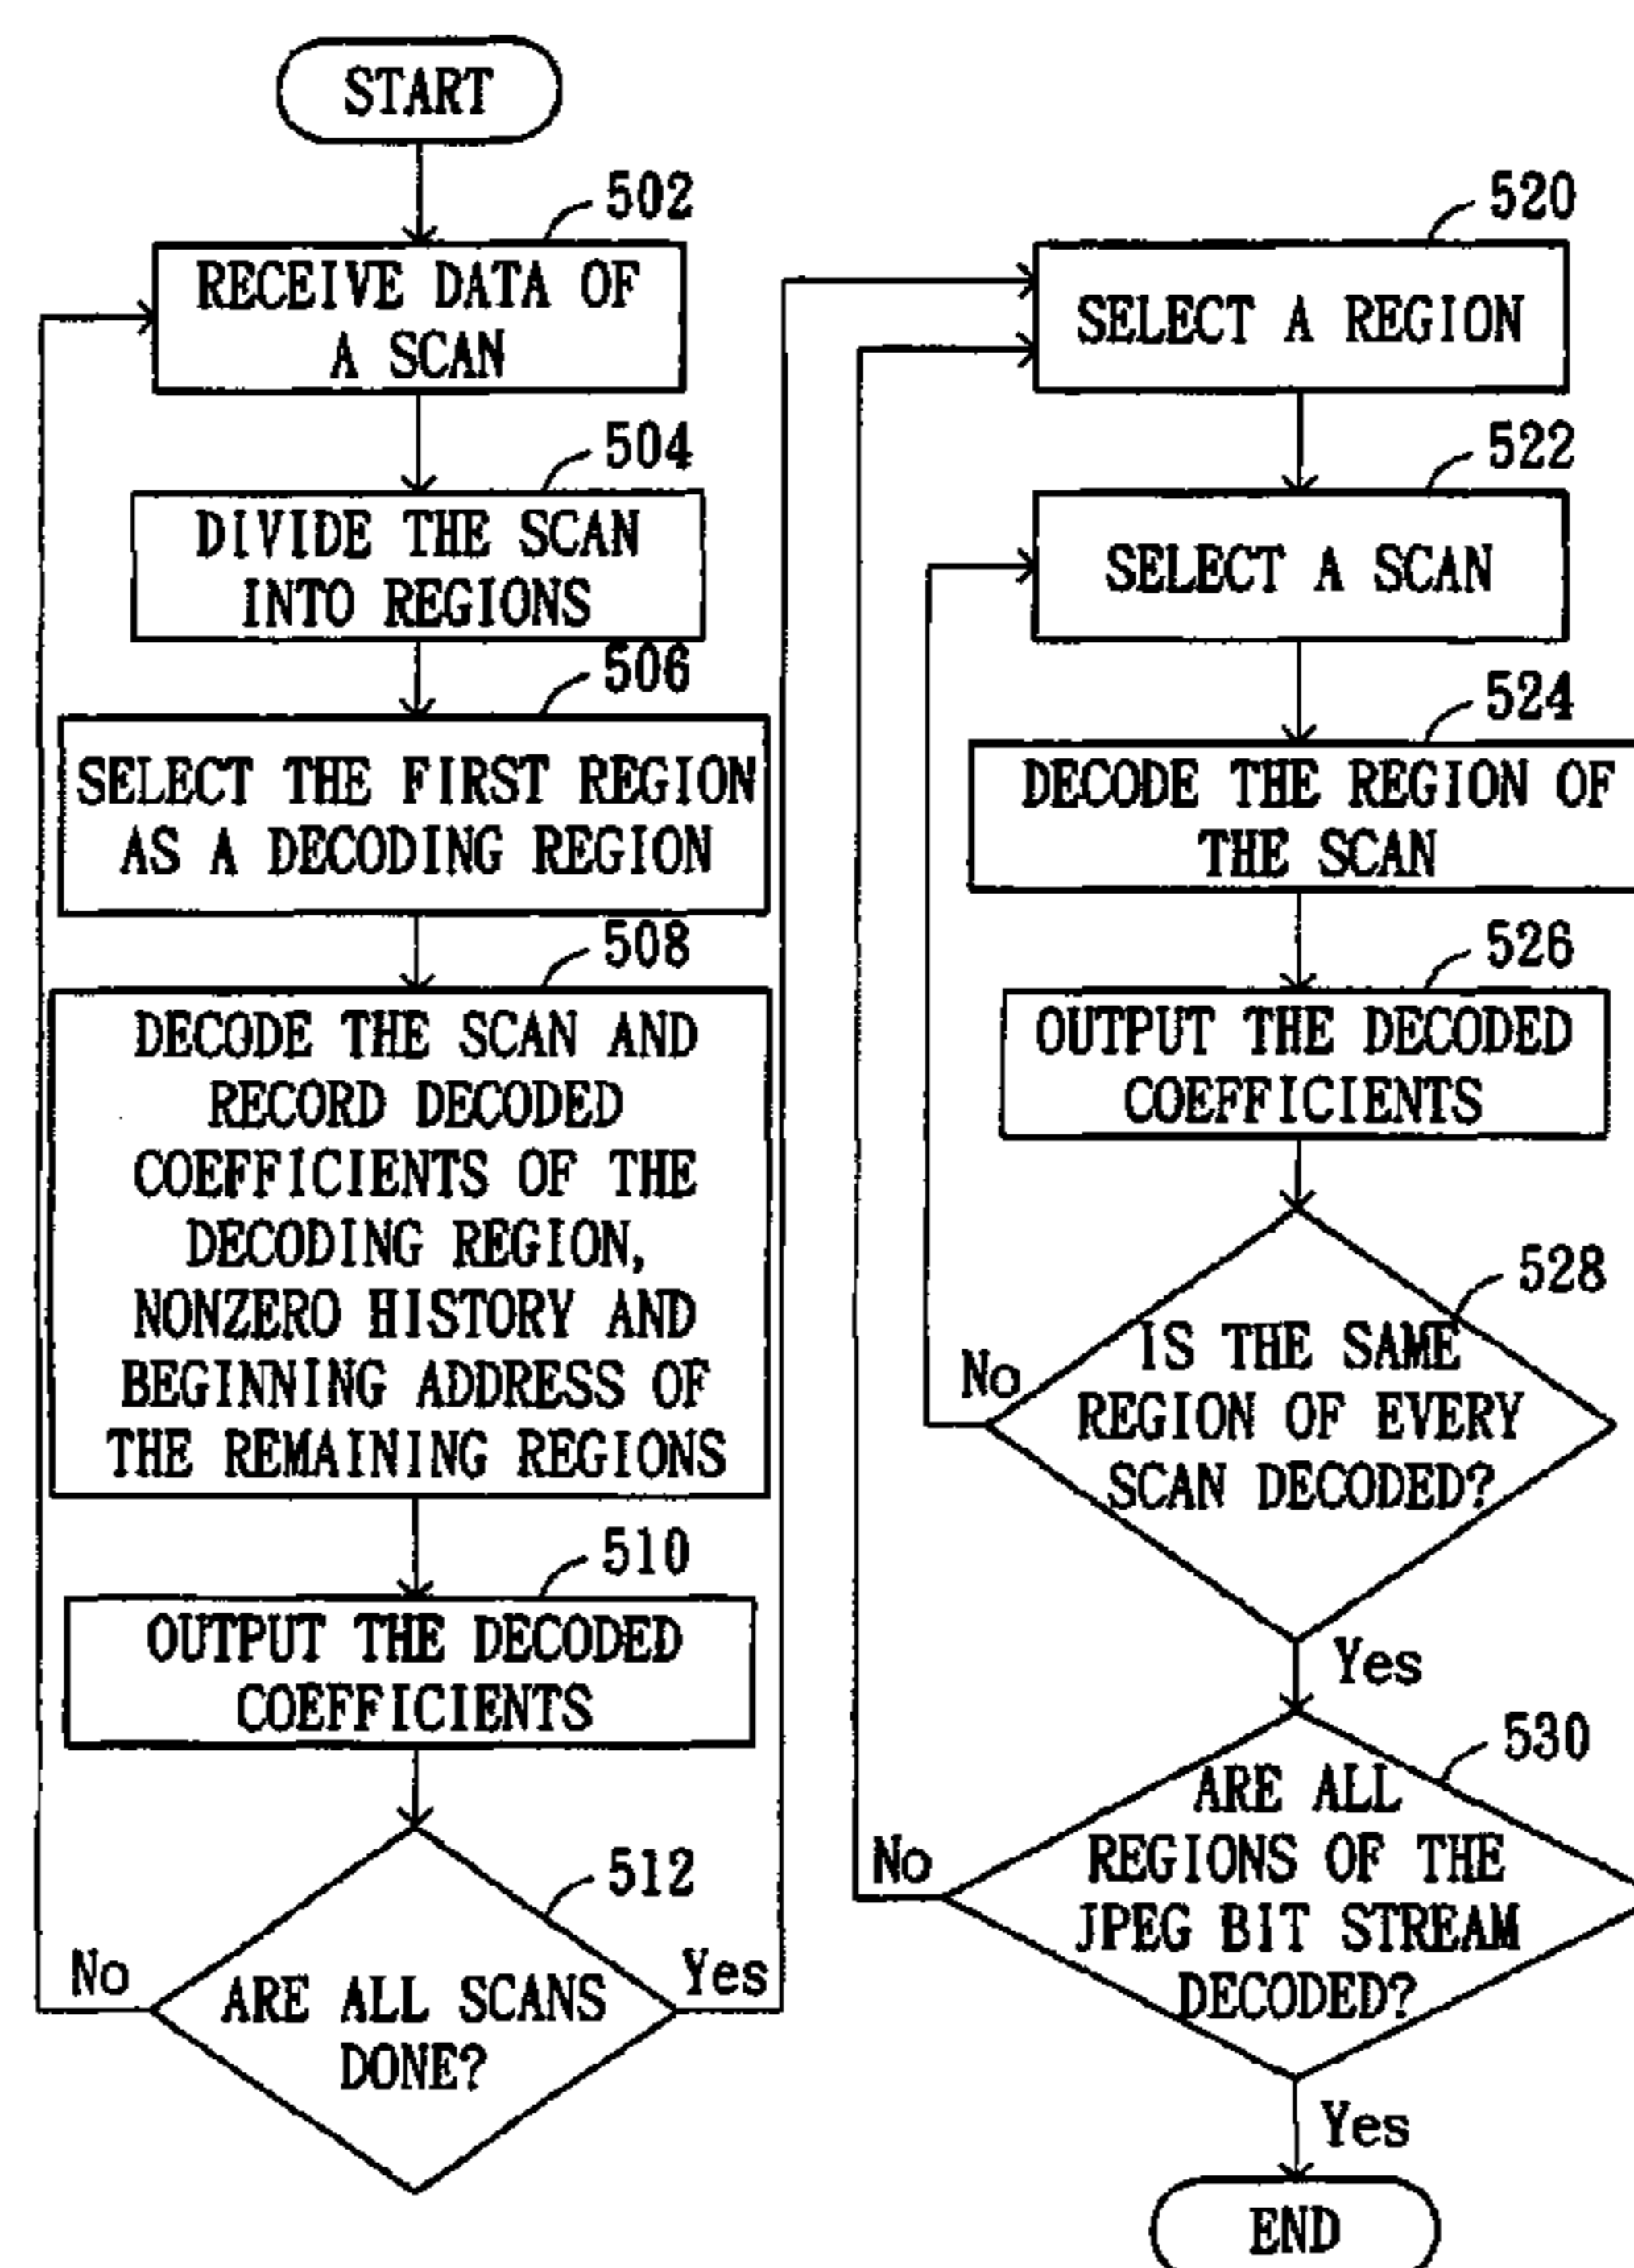 START
502
RECEIVE DATA OF
A SCAN
504
DIVIDE THE SCAN
INTO REGIONS
506
SELECT THE FIRST REGION
AS A DECODING REGION
508
DECODE THE SCAN AND
RECORD DECODED
COEFFICIENTS OF THE
DECODING REGION,
NONZERO HISTORY AND
BEGINNING ADDRESS OF
THE REMAINING REGIONS
510
OUTPUT THE DECODED
COEFFICIENTS
512
ARE ALL SCANS
DONE?
No
Yes
520
SELECT A REGION
522
SELECT A SCAN
524
DECODE THE REGION OF
THE SCAN
526
OUTPUT THE DECODED
COEFFICIENTS
528
IS THE SAME
REGION OF EVERY
SCAN DECODED?
No
Yes
530
ARE ALL
REGIONS OF THE
JPEG BIT STREAM
DECODED?
No
Yes
END